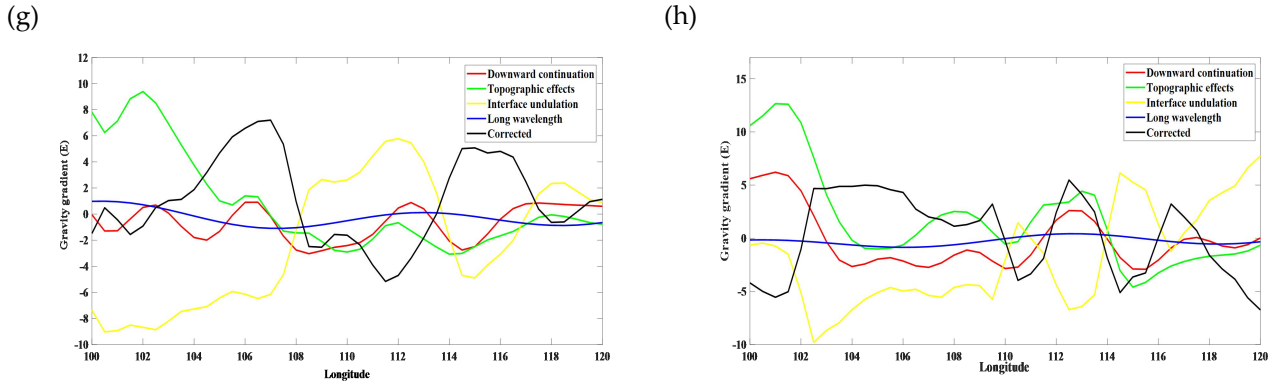 (g)
12
10
8
6
4
2
0
-2
-4
-6
-8
-10
Gravity gradient (E)
100 102 104 106 108 110 112 114 116 118 120
Longitude
Downward continuation
Topographic effects
Interface undulation
Long wavelength
Corrected
(h)
15
10
5
0
-5
-10
Gravity gradient (E)
100 102 104 106 108 110 112 114 116 118 120
Longitude
Downward continuation
Topographic effects
Interface undulation
Long wavelength
Corrected